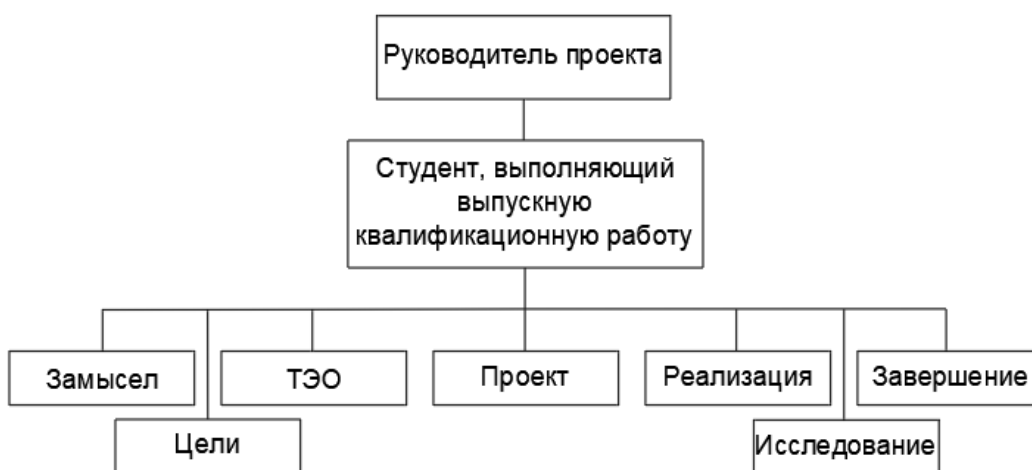 Руководитель проекта
Студент, выполняющий
выпускную
квалификационную работу
Замысел
ТЭО
Проект
Реализация
Завершение
Цели
Исследование